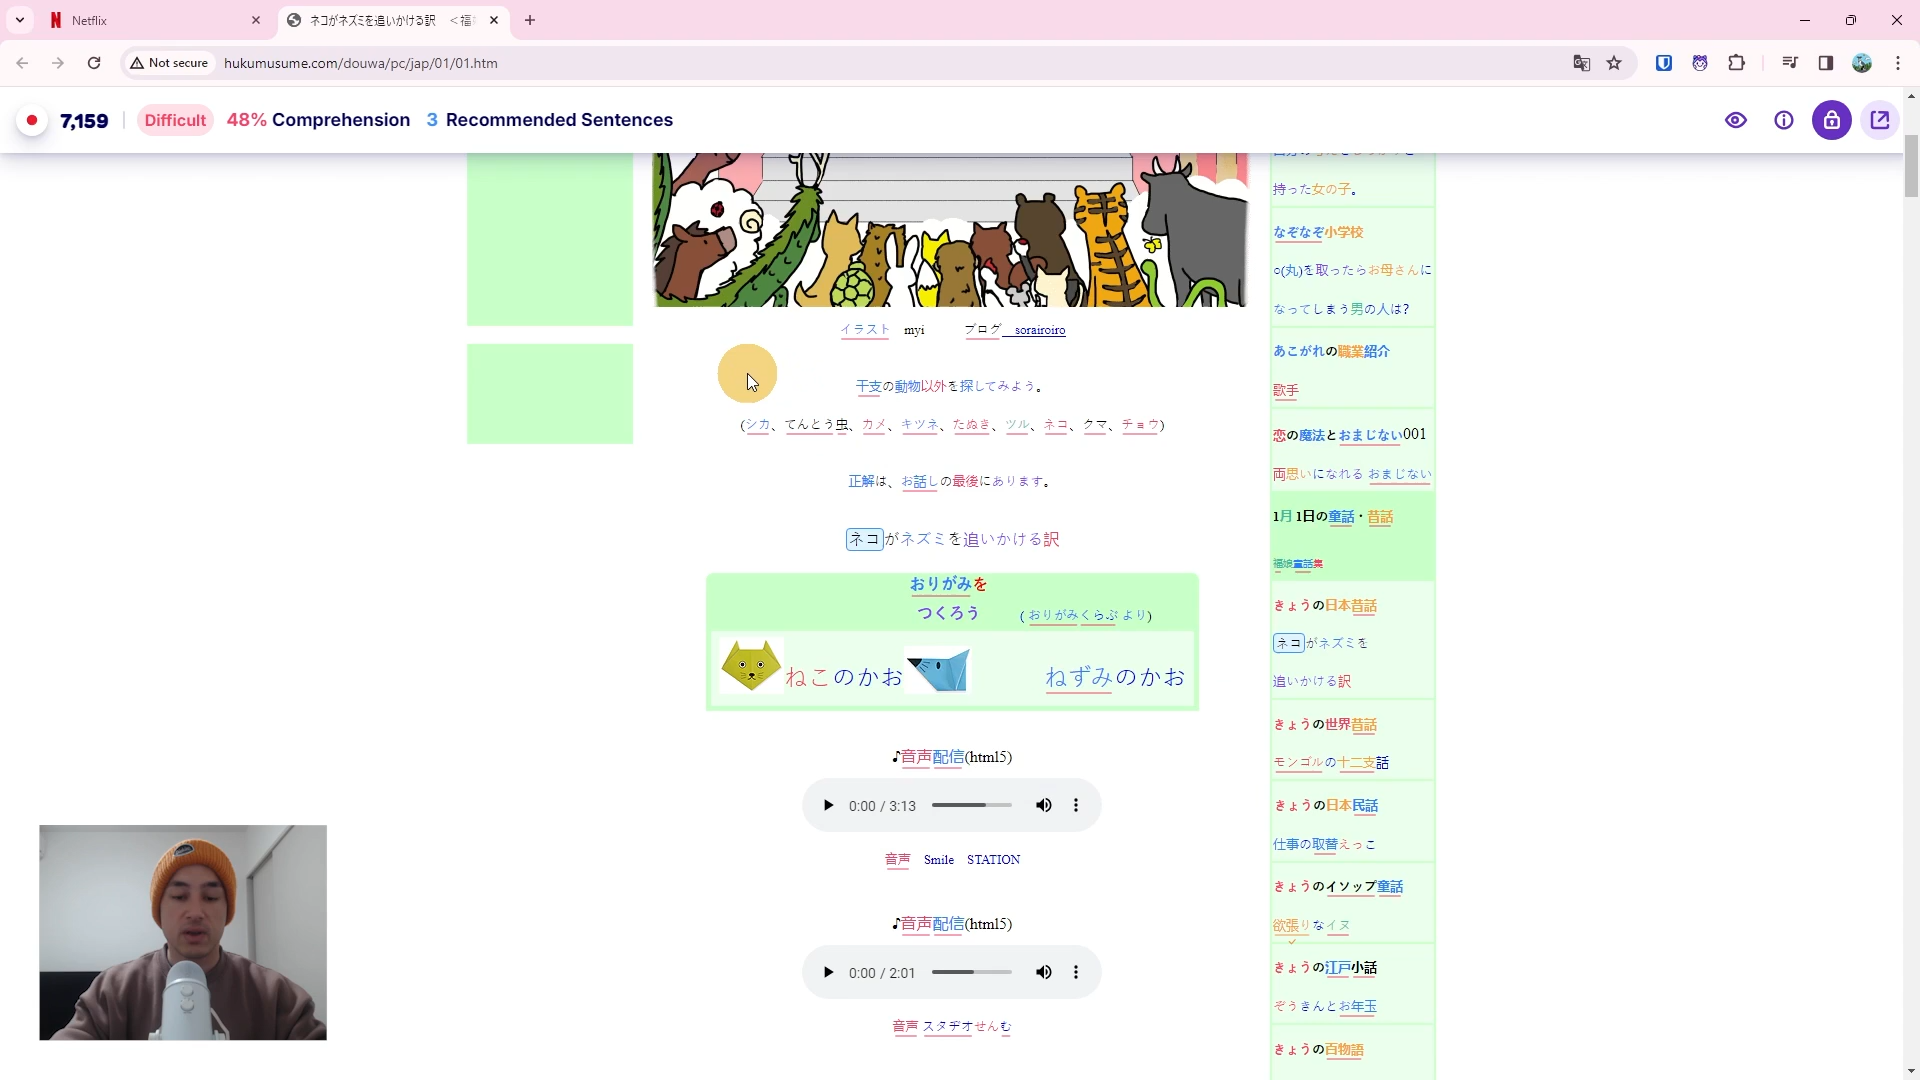 Netflix
ネコがネズミを追いかける訳　＜福
Not secure
hukumusume.com/douwa/pc/jap/01/01.htm
7,159
Difficult
48% Comprehension
3 Recommended Sentences
イラスト　myi　ブログ　sorairoiro
干支の動物以外を探してみよう。
(シカ、てんとう虫、カメ、キツネ、たぬき、ツル、ネコ、クマ、チョウ)
正解は、お話しの最後にあります。
ネコがネズミを追いかける訳
おりがみを
つくろう　( おりがみくらぶ より)
ねこのかお　ねずみのかお
♪音声配信(html5)
0:00 / 3:13
音声　Smile　STATION
♪音声配信(html5)
0:00 / 2:01
音声 スタヂオせんむ
持った女の子。
なぞなぞ小学校
○(丸)を取ったらお母さんに
なってしまう男の人は?
あこがれの職業紹介
歌手
恋の魔法とおまじない001
両思いになれる おまじない
1月 1日の童話・昔話
福娘童話集
きょうの日本昔話
ネコがネズミを
追いかける訳
きょうの世界昔話
モンゴルの十二支話
きょうの日本民話
仕事の取替えっこ
きょうのイソップ童話
欲張りなイヌ
きょうの江戸小話
ぞうきんとお年玉
きょうの百物語